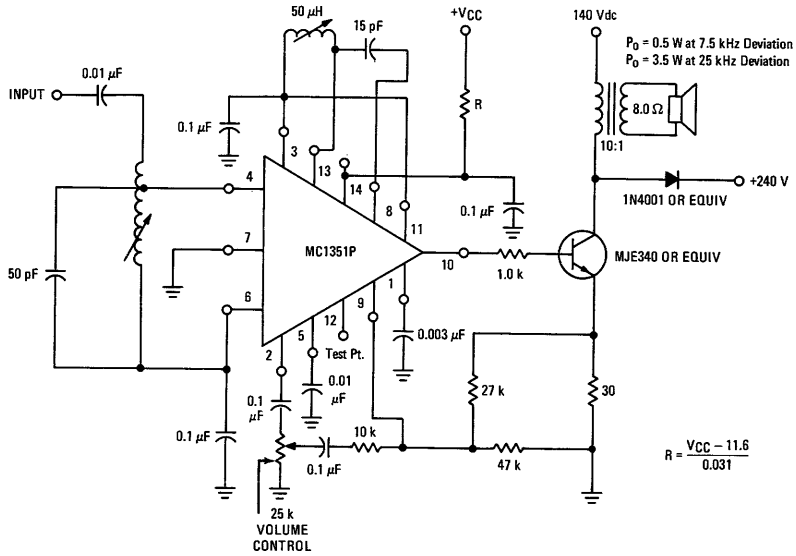 50 µH
15 pF
+VCC
140 Vdc
PO = 0.5 W at 7.5 kHz Deviation
PO = 3.5 W at 25 kHz Deviation
0.01 µF
INPUT
0.1 µF
R
8.0 Ω
10:1
3
13
14
8
11
4
0.1 µF
1N4001 OR EQUIV
+240 V
7
MC1351P
10
1.0 k
MJE340 OR EQUIV
50 pF
6
2
5
12
9
1
Test Pt.
0.003 µF
0.1
µF
0.01
µF
27 k
30
0.1 µF
0.1 µF
10 k
47 k
R = VCC – 11.6
0.031
25 k
VOLUME
CONTROL